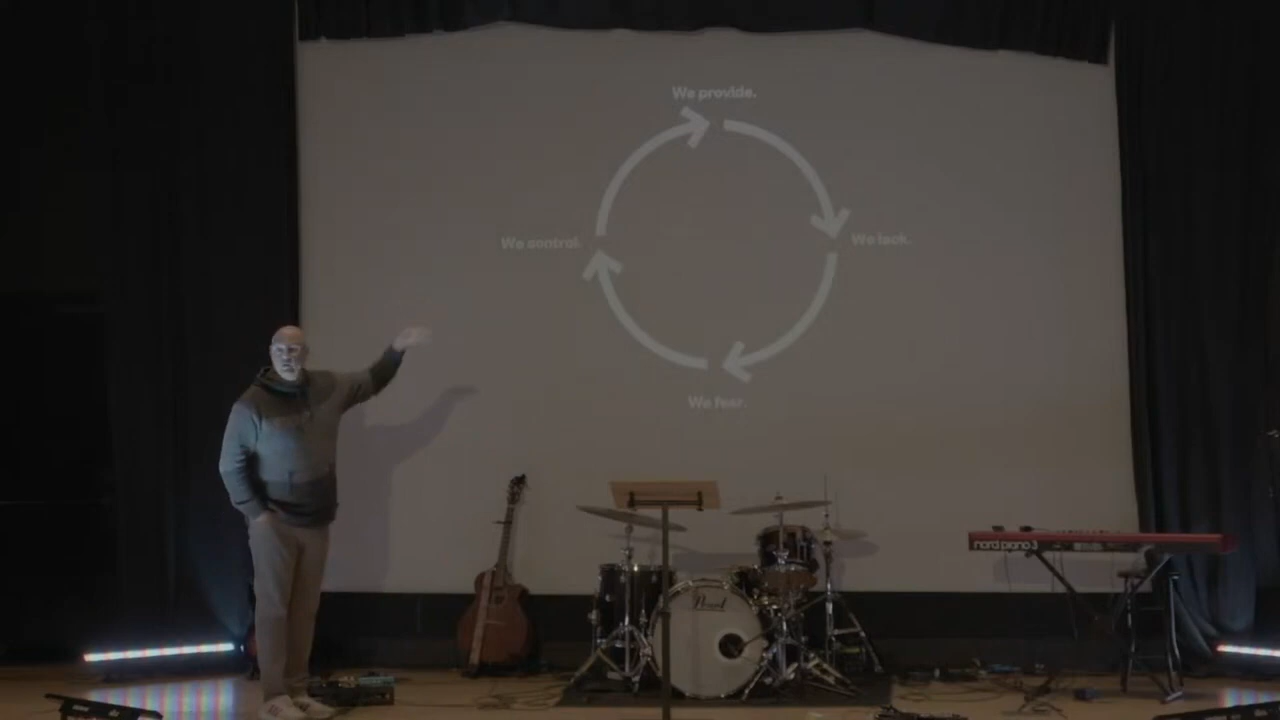 We provide.
We control.
We lack.
We fear.
Pearl
nord piano 3